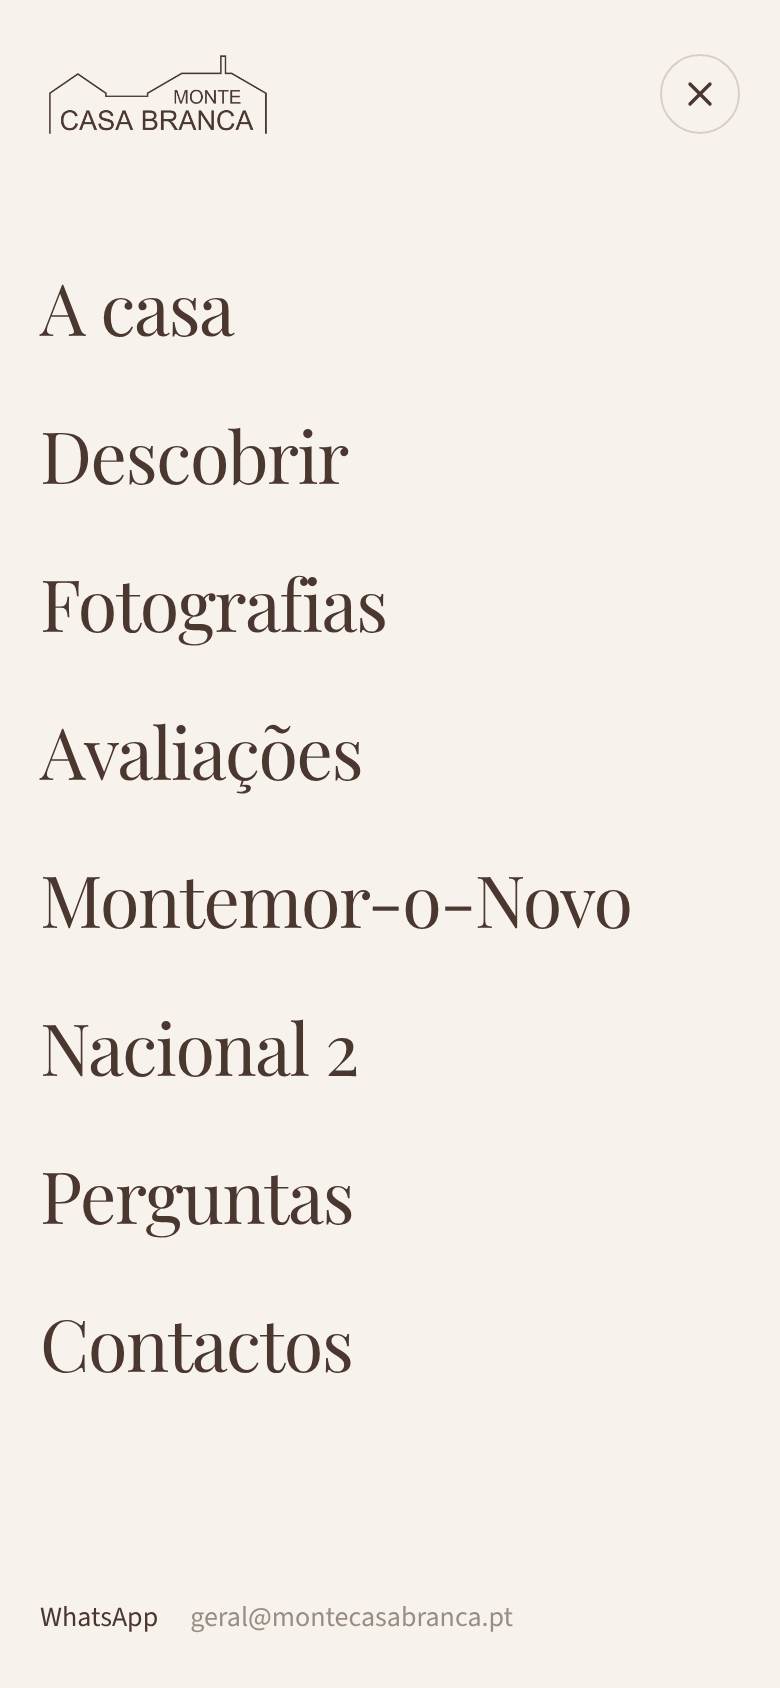 MONTE
CASA BRANCA
A casa
Descobrir
Fotografias
Avaliações
Montemor-o-Novo
Nacional 2
Perguntas
Contactos
WhatsApp geral@montecasabranca.pt